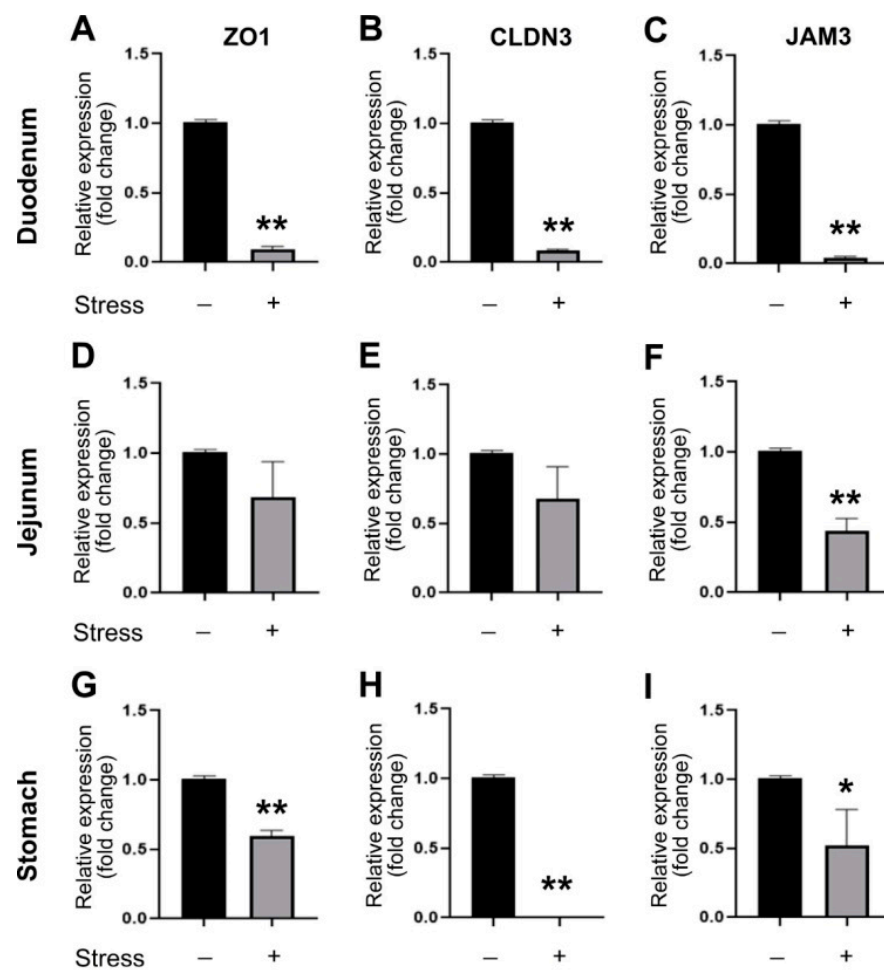 A ZO1 B CLDN3 C JAM3
Duodenum
Relative expression
(fold change)
1.5
1.0
0.5
0.0
**
Relative expression
(fold change)
1.5
1.0
0.5
0.0
**
Relative expression
(fold change)
1.5
1.0
0.5
0.0
**
Stress – + – + – +
D E F
Jejunum
Relative expression
(fold change)
1.5
1.0
0.5
0.0
Relative expression
(fold change)
1.5
1.0
0.5
0.0
Relative expression
(fold change)
1.5
1.0
0.5
0.0
**
Stress – + – + – +
G H I
Stomach
Relative expression
(fold change)
1.5
1.0
0.5
0.0
**
Relative expression
(fold change)
1.5
1.0
0.5
0.0
**
Relative expression
(fold change)
1.5
1.0
0.5
0.0
*
Stress – + – + – +